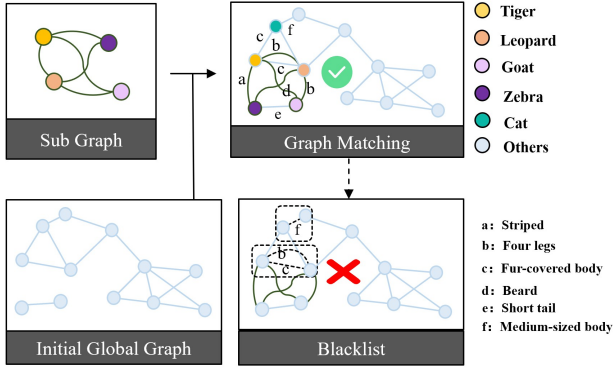 Sub Graph
c
f
b
a
c
d
b
e
Graph Matching
Tiger
Leopard
Goat
Zebra
Cat
Others
Initial Global Graph
f
b
c
Blacklist
a: Striped
b: Four legs
c: Fur-covered body
d: Beard
e: Short tail
f: Medium-sized body